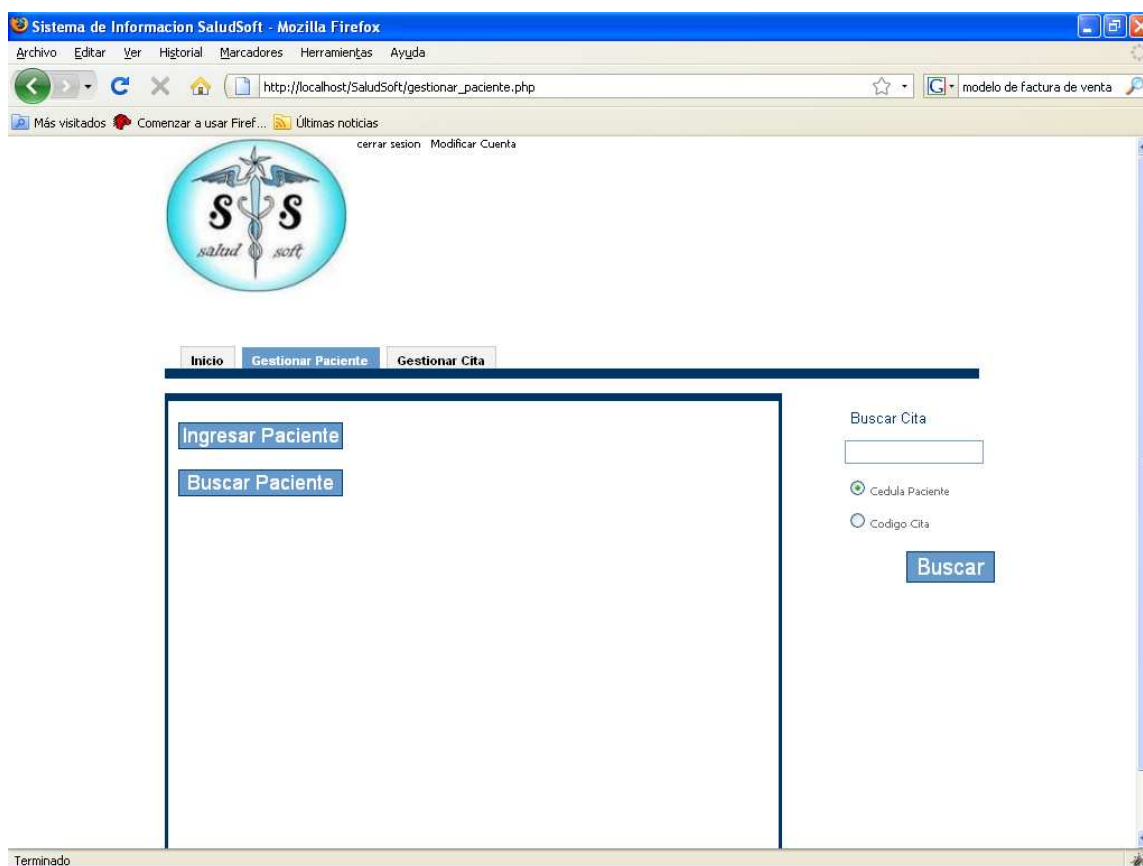 Sistema de Informacion SaludSoft - Mozilla Firefox
Archivo Editar Ver Historial Marcadores Herramientas Ayuda
http://localhost/SaludSoft/gestionar_paciente.php
G modelo de factura de venta
Más visitados Comenzar a usar Firef... Últimas noticias
cerrar sesion Modificar Cuenta
S S
salud soft
Inicio Gestionar Paciente Gestionar Cita
Ingresar Paciente
Buscar Paciente
Buscar Cita
Cedula Paciente
Codigo Cita
Buscar
Terminado